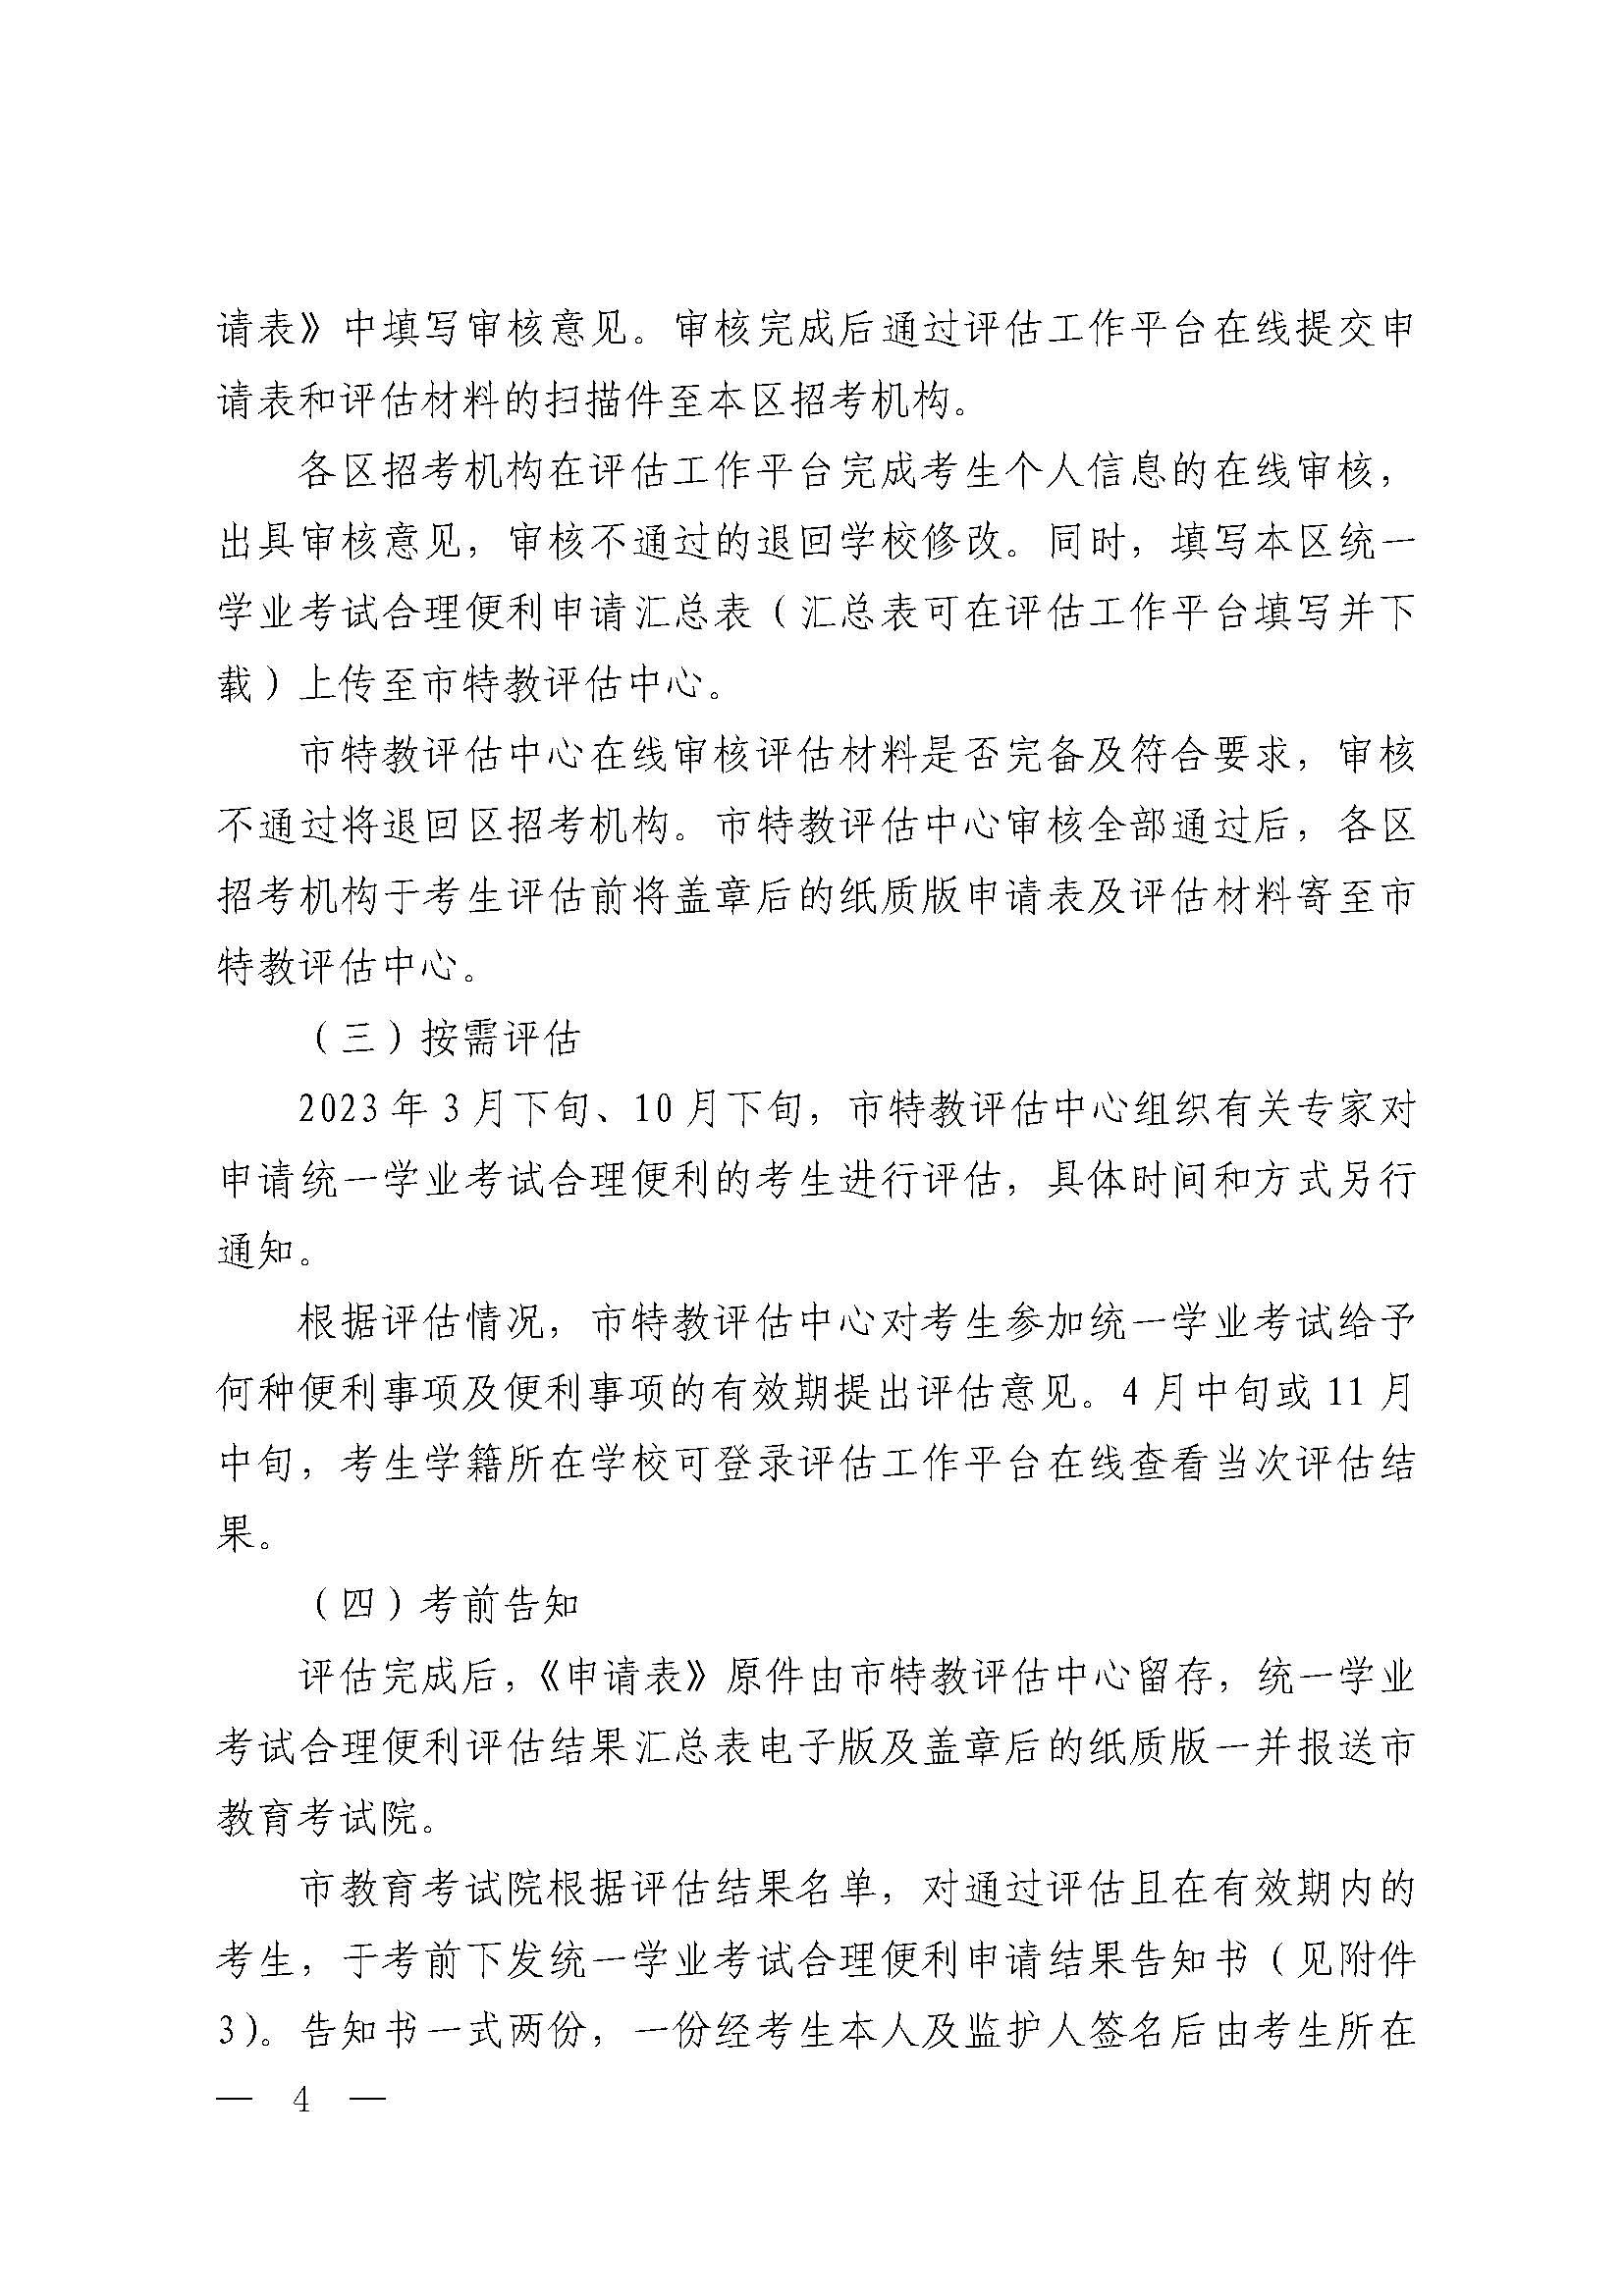 请表》中填写审核意见。审核完成后通过评估工作平台在线提交申
请表和评估材料的扫描件至本区招考机构。
各区招考机构在评估工作平台完成考生个人信息的在线审核，
出具审核意见，审核不通过的退回学校修改。同时，填写本区统一
学业考试合理便利申请汇总表（汇总表可在评估工作平台填写并下
载）上传至市特教评估中心。
市特教评估中心在线审核评估材料是否完备及符合要求，审核
不通过将退回区招考机构。市特教评估中心审核全部通过后，各区
招考机构于考生评估前将盖章后的纸质版申请表及评估材料寄至市
特教评估中心。
（三）按需评估
2023 年 3 月下旬、10 月下旬，市特教评估中心组织有关专家对
申请统一学业考试合理便利的考生进行评估，具体时间和方式另行
通知。
根据评估情况，市特教评估中心对考生参加统一学业考试给予
何种便利事项及便利事项的有效期提出评估意见。4 月中旬或 11 月
中旬，考生学籍所在学校可登录评估工作平台在线查看当次评估结
果。
（四）考前告知
评估完成后，《申请表》原件由市特教评估中心留存，统一学业
考试合理便利评估结果汇总表电子版及盖章后的纸质版一并报送市
教育考试院。
市教育考试院根据评估结果名单，对通过评估且在有效期内的
考生，于考前下发统一学业考试合理便利申请结果告知书（见附件
3）。告知书一式两份，一份经考生本人及监护人签名后由考生所在
— 4 —